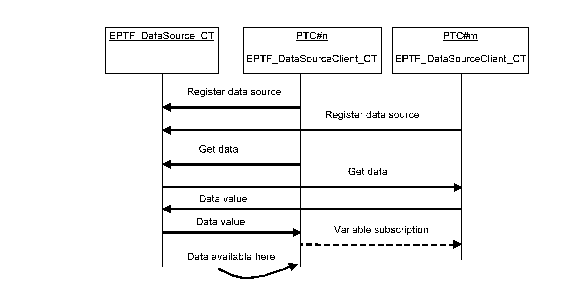 EPTF_DataSource_CT
PTC#n
PTC#m
EPTF_DataSourceClient_CT
EPTF_DataSourceClient_CT
Register data source
Register data source
Get data
Get data
Data value
Data value
Variable subscription
Data available here